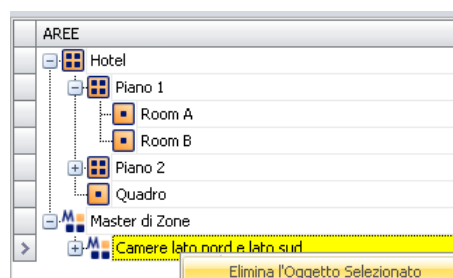 AREE
Hotel
Piano 1
Room A
Room B
Piano 2
Quadro
Master di Zone
Camere lato nord e lato sud
Elimina l'Oggetto Selezionato